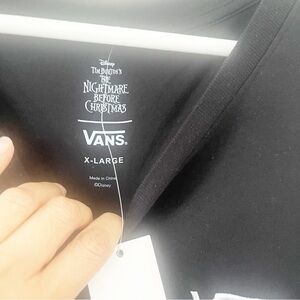 Disney
TIM BURTON'S
THE
NIGHTMARE
BEFORE
CHRISTMAS
VANS
X-LARGE
Made in China
©Disney